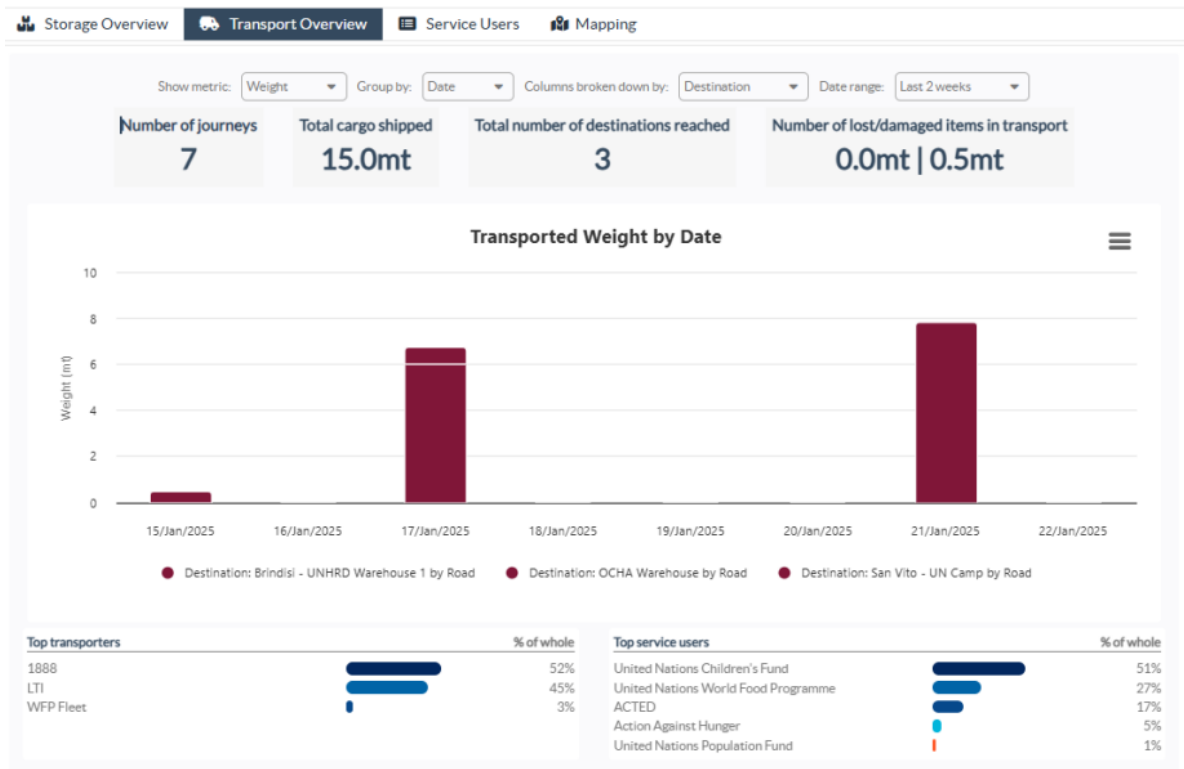 Storage Overview Transport Overview Service Users Mapping
Show metric: Weight Group by: Date Columns broken down by: Destination Date range: Last 2 weeks
Number of journeys Total cargo shipped Total number of destinations reached Number of lost/damaged items in transport
7 15.0mt 3 0.0mt | 0.5mt
Transported Weight by Date
10
8
6
4
2
0
Weight (mt)
15/Jan/2025 16/Jan/2025 17/Jan/2025 18/Jan/2025 19/Jan/2025 20/Jan/2025 21/Jan/2025 22/Jan/2025
Destination: Brindisi - UNHRD Warehouse 1 by Road Destination: OCHA Warehouse by Road Destination: San Vito - UN Camp by Road
Top transporters % of whole
1888 52%
LTI 45%
WFP Fleet 3%
Top service users % of whole
United Nations Children's Fund 51%
United Nations World Food Programme 27%
ACTED 17%
Action Against Hunger 5%
United Nations Population Fund 1%